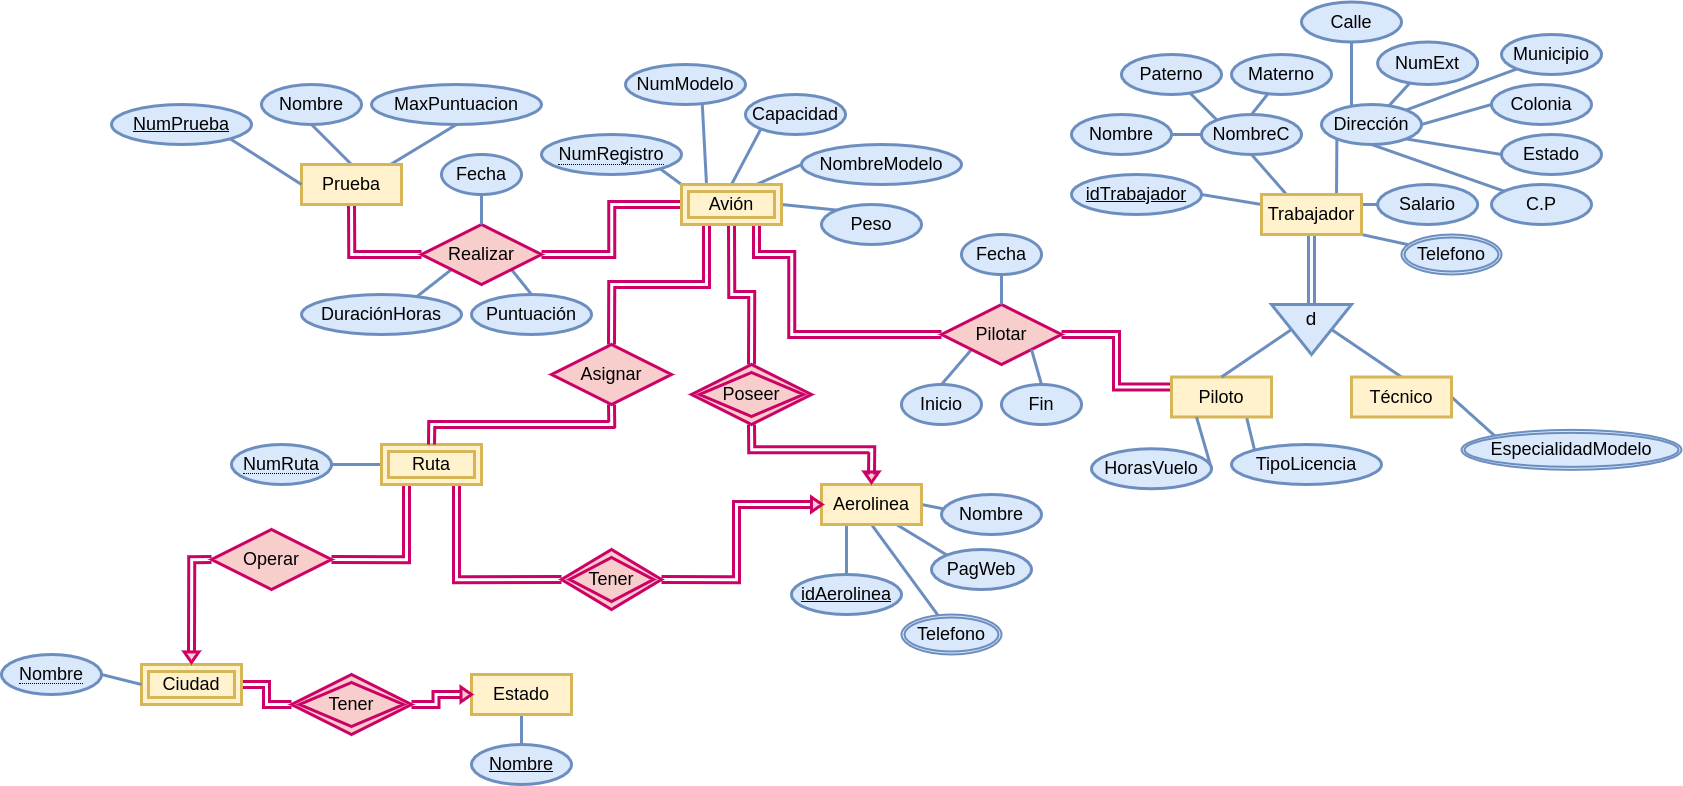 Calle
NumExt
Municipio
Paterno
Materno
NumModelo
Nombre
MaxPuntuacion
Capacidad
Colonia
NumPrueba
Nombre
NombreC
Dirección
NumRegistro
NombreModelo
Estado
Fecha
Prueba
idTrabajador
Avión
Trabajador
Salario
C.P
Peso
Realizar
Fecha
Telefono
DuraciónHoras
Puntuación
d
Pilotar
Asignar
Poseer
Inicio
Fin
Piloto
Técnico
EspecialidadModelo
NumRuta
Ruta
HorasVuelo
TipoLicencia
Aerolinea
Nombre
Operar
PagWeb
Tener
idAerolinea
Telefono
Nombre
Ciudad
Tener
Estado
Nombre